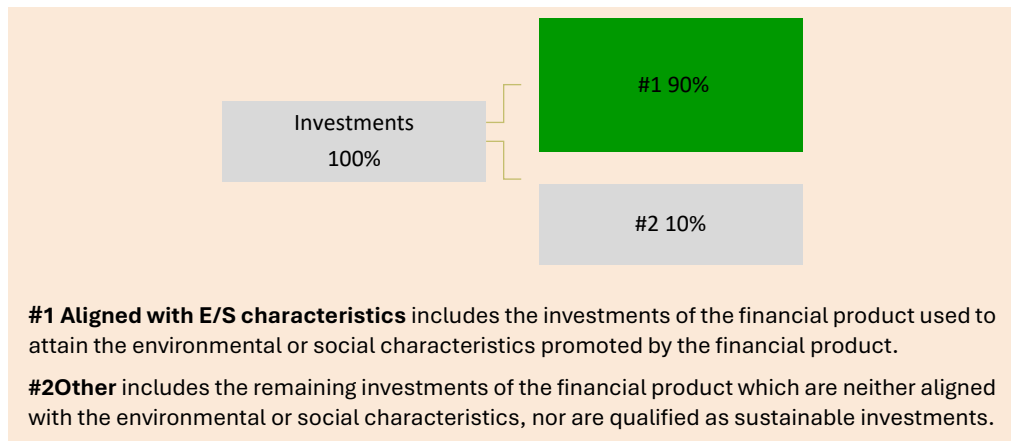 #1 90%
Investments
100%
#2 10%
#1 Aligned with E/S characteristics includes the investments of the financial product used to
attain the environmental or social characteristics promoted by the financial product.
#2Other includes the remaining investments of the financial product which are neither aligned
with the environmental or social characteristics, nor are qualified as sustainable investments.